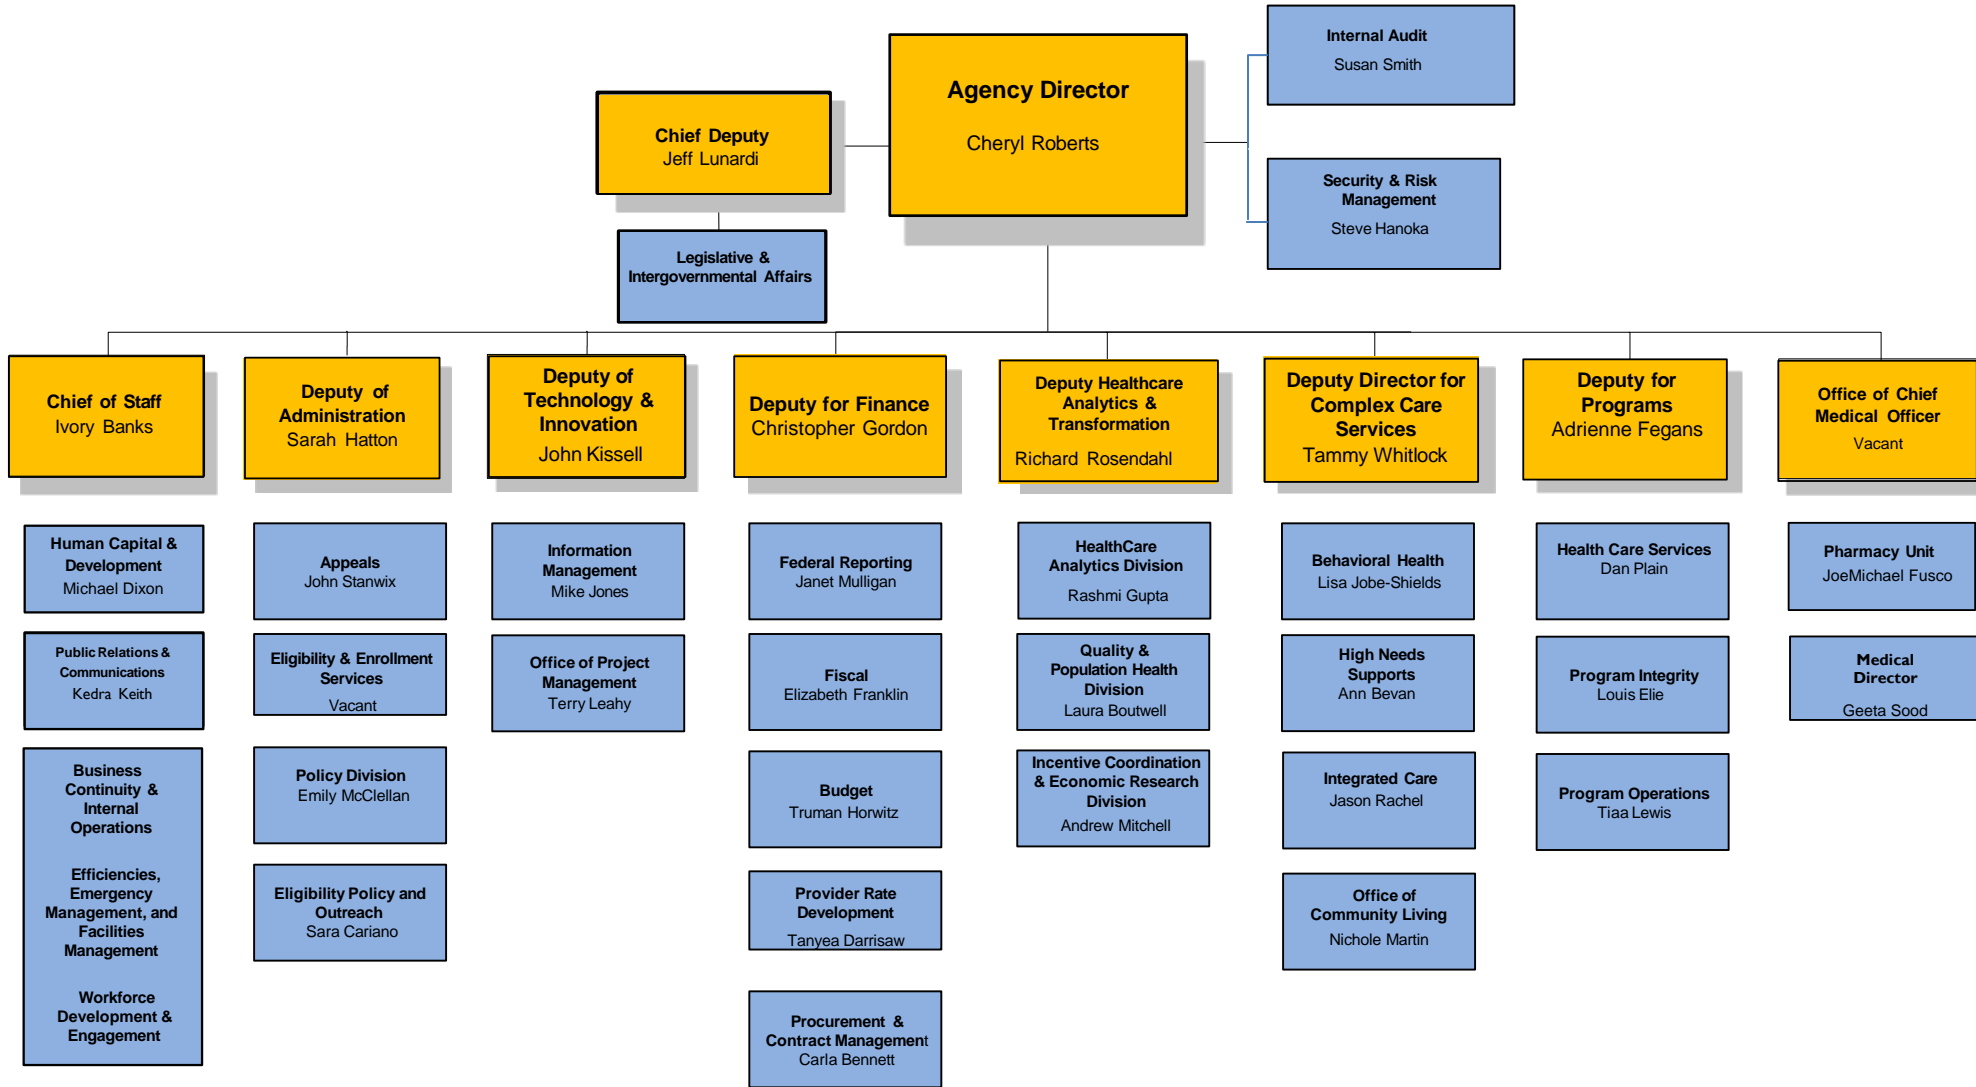 Agency Director
Cheryl Roberts
Chief Deputy
Jeff Lunardi
Legislative &
Intergovernmental Affairs
Internal Audit
Susan Smith
Security & Risk
Management
Steve Hanoka
Chief of Staff
Ivory Banks
Human Capital &
Development
Michael Dixon
Public Relations &
Communications
Kedra Keith
Business
Continuity &
Internal
Operations
Efficiencies,
Emergency
Management, and
Facilities
Management
Workforce
Development &
Engagement
Deputy of
Administration
Sarah Hatton
Appeals
John Stanwix
Eligibility & Enrollment
Services
Vacant
Policy Division
Emily McClellan
Eligibility Policy and
Outreach
Sara Cariano
Deputy of
Technology &
Innovation
John Kissell
Information
Management
Mike Jones
Office of Project
Management
Terry Leahy
Deputy for Finance
Christopher Gordon
Federal Reporting
Janet Mulligan
Fiscal
Elizabeth Franklin
Budget
Truman Horwitz
Provider Rate
Development
Tanyea Darrisaw
Procurement &
Contract Management
Carla Bennett
Deputy Healthcare
Analytics &
Transformation
Richard Rosendahl
HealthCare
Analytics Division
Rashmi Gupta
Quality &
Population Health
Division
Laura Boutwell
Incentive Coordination
& Economic Research
Division
Andrew Mitchell
Deputy Director for
Complex Care
Services
Tammy Whitlock
Behavioral Health
Lisa Jobe-Shields
High Needs
Supports
Ann Bevan
Integrated Care
Jason Rachel
Office of
Community Living
Nichole Martin
Deputy for
Programs
Adrienne Fegans
Health Care Services
Dan Plain
Program Integrity
Louis Elie
Program Operations
Tiaa Lewis
Office of Chief
Medical Officer
Vacant
Pharmacy Unit
JoeMichael Fusco
Medical
Director
Geeta Sood